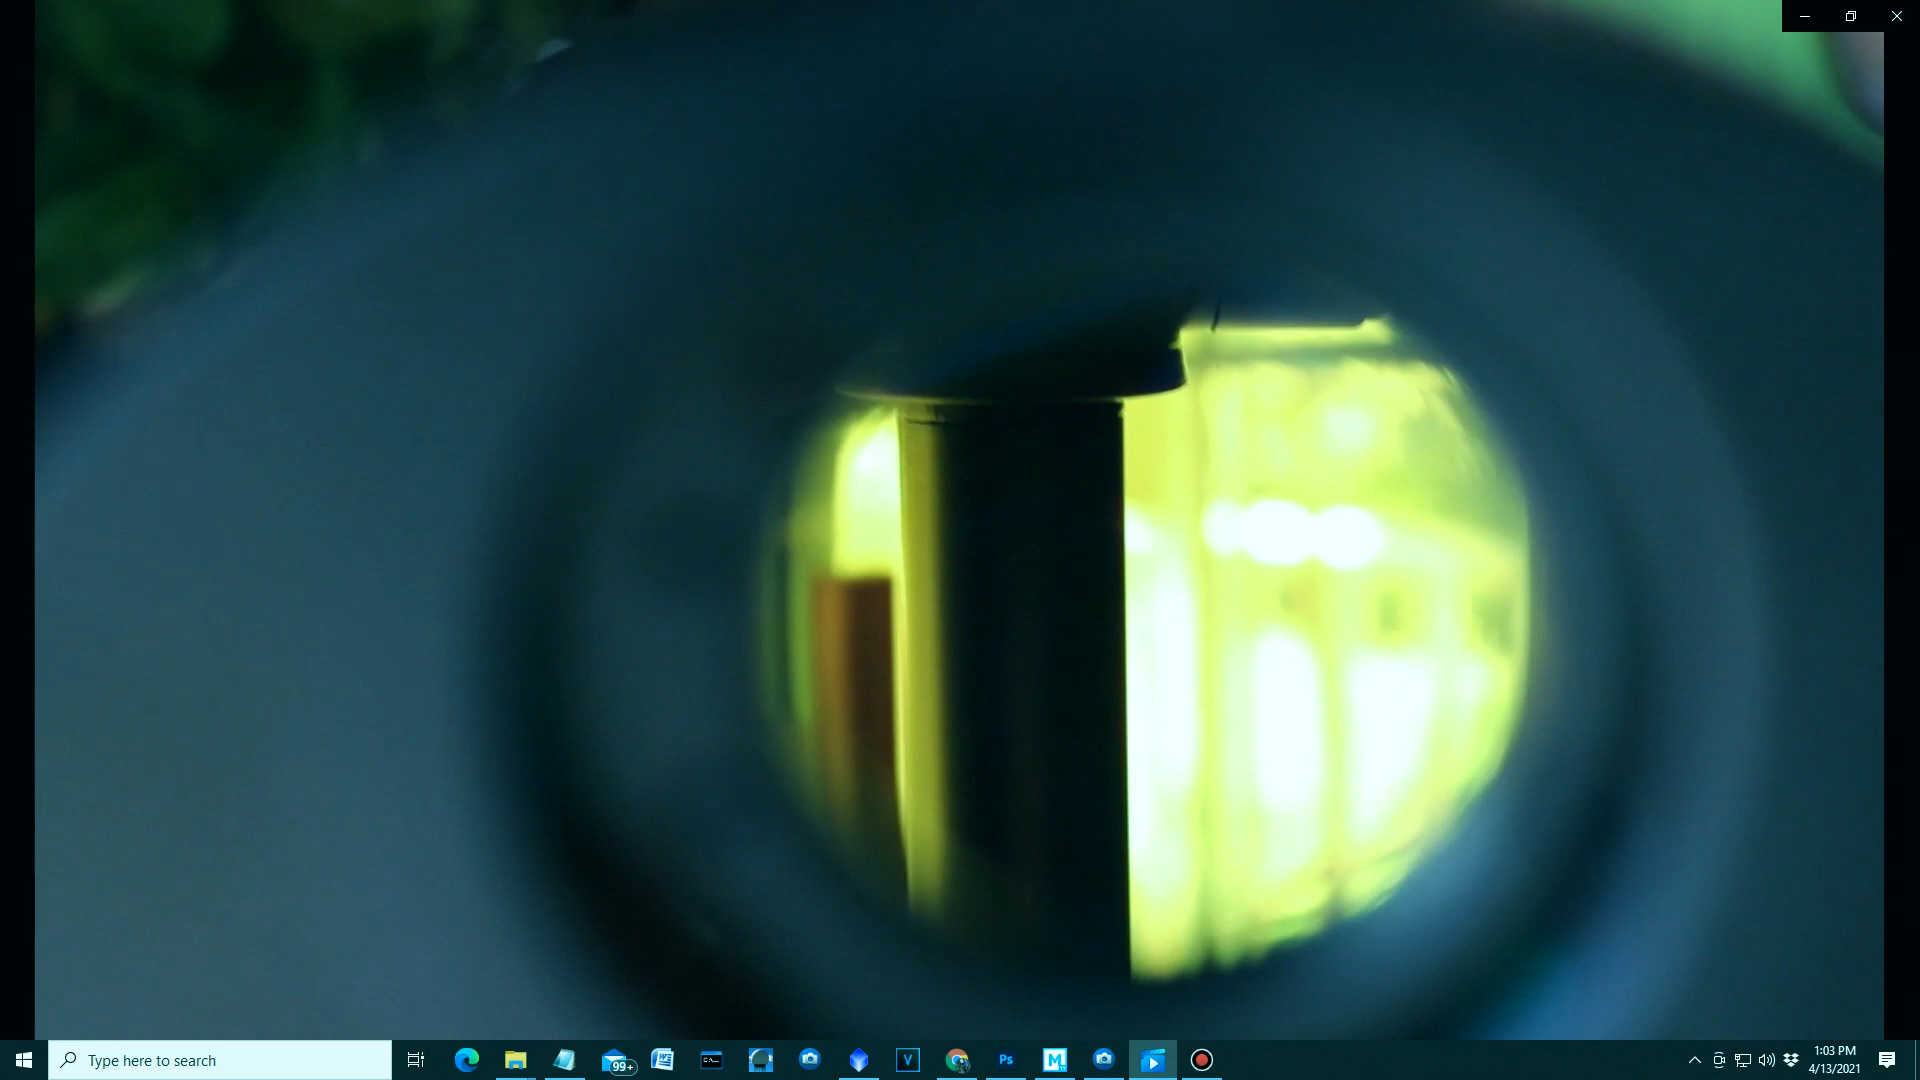 Type here to search
99+
W
C:\_
V
Ps
M
1:03 PM
4/13/2021